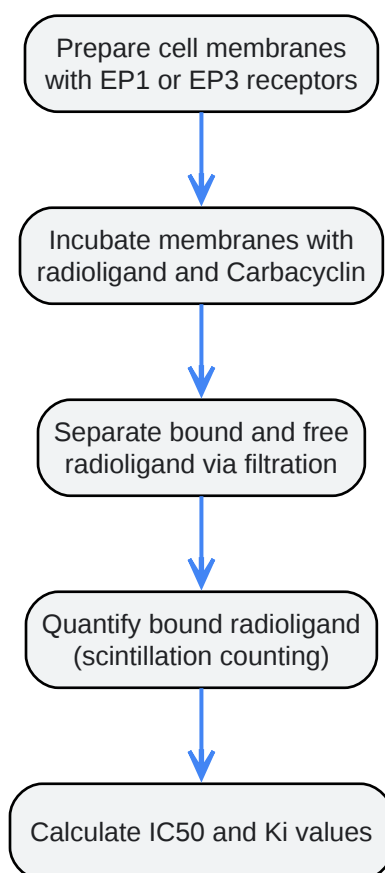 Prepare cell membranes
with EP1 or EP3 receptors
Incubate membranes with
radioligand and Carbacyclin
Separate bound and free
radioligand via filtration
Quantify bound radioligand
(scintillation counting)
Calculate IC50 and Ki values